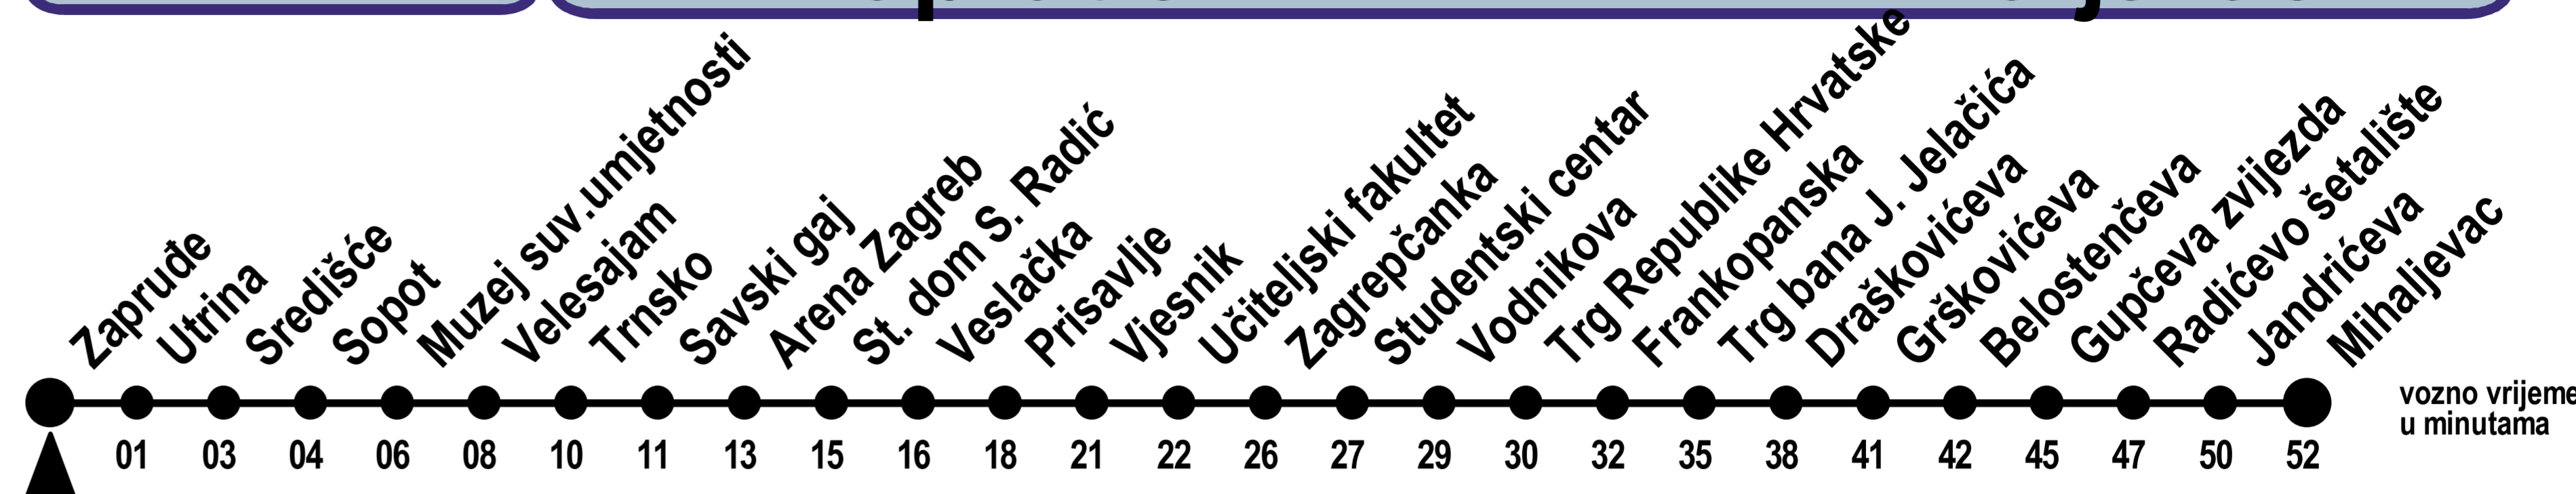 Zapruđe
Utrina
Središće
Sopot
Muzej suv.umjetnosti
Velesajam
Trnsko
Savski gaj
Arena Zagreb
St. dom S. Radić
Veslačka
Prisavlje
Vjesnik
Učiteljski fakultet
Zagrepčanka
Studentski centar
Vodnikova
Trg Republike Hrvatske
Frankopanska
Trg bana J. Jelačića
Draškovićeva
Grškovićeva
Belostenčeva
Gupčeva zvijezda
Radićevo šetalište
Jandrićeva
Mihaljevac
01 03 04 06 08 10 11 13 15 16 18 21 22 26 27 29 30 32 35 38 41 42 45 47 50 52
vozno vrijeme
u minutama